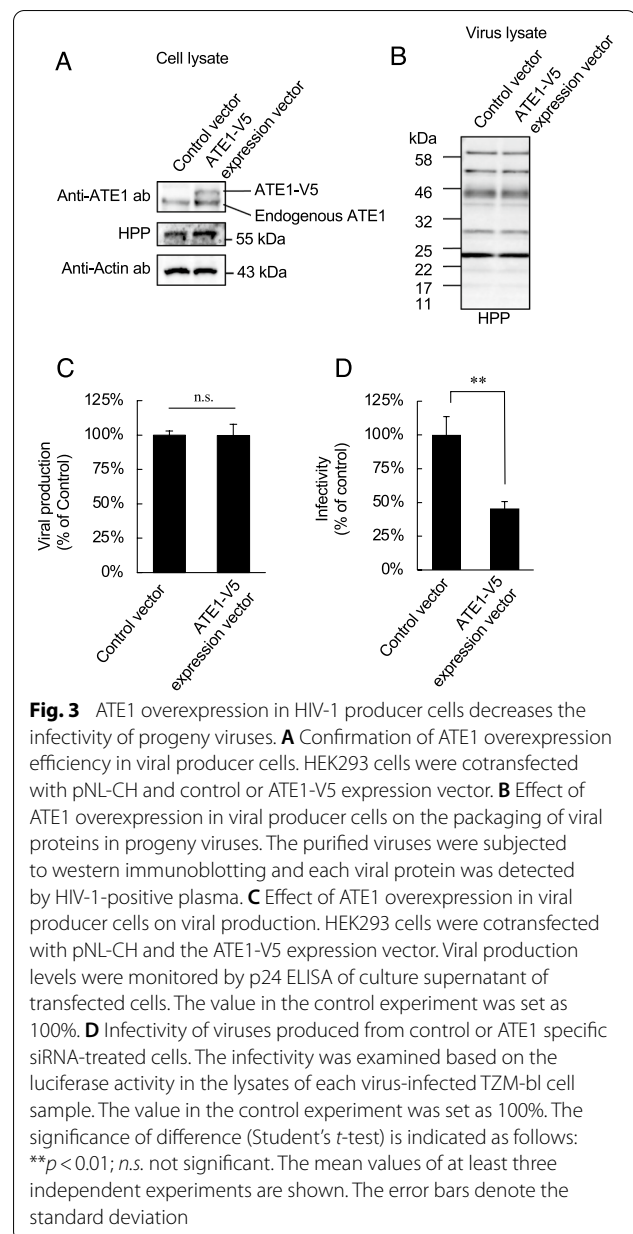 A
Cell lysate
Control vector
ATE1-V5
expression vector
Anti-ATE1 ab
ATE1-V5
Endogenous ATE1
HPP
55 kDa
Anti-Actin ab
43 kDa
B
Virus lysate
Control vector
ATE1-V5
expression vector
kDa
58
46
32
25
22
17
11
HPP
C
Viral production
(% of Control)
125%
100%
75%
50%
25%
0%
n.s.
Control vector
ATE1-V5
expression vector
D
Infectivity
(% of control)
125%
100%
75%
50%
25%
0%
**
Control vector
ATE1-V5
expression vector
Fig. 3 ATE1 overexpression in HIV-1 producer cells decreases the
infectivity of progeny viruses. A Confirmation of ATE1 overexpression
efficiency in viral producer cells. HEK293 cells were cotransfected
with pNL-CH and control or ATE1-V5 expression vector. B Effect of
ATE1 overexpression in viral producer cells on the packaging of viral
proteins in progeny viruses. The purified viruses were subjected
to western immunoblotting and each viral protein was detected
by HIV-1-positive plasma. C Effect of ATE1 overexpression in viral
producer cells on viral production. HEK293 cells were cotransfected
with pNL-CH and the ATE1-V5 expression vector. Viral production
levels were monitored by p24 ELISA of culture supernatant of
transfected cells. The value in the control experiment was set as
100%. D Infectivity of viruses produced from control or ATE1 specific
siRNA-treated cells. The infectivity was examined based on the
luciferase activity in the lysates of each virus-infected TZM-bl cell
sample. The value in the control experiment was set as 100%. The
significance of difference (Student's t-test) is indicated as follows:
**p < 0.01; n.s. not significant. The mean values of at least three
independent experiments are shown. The error bars denote the
standard deviation